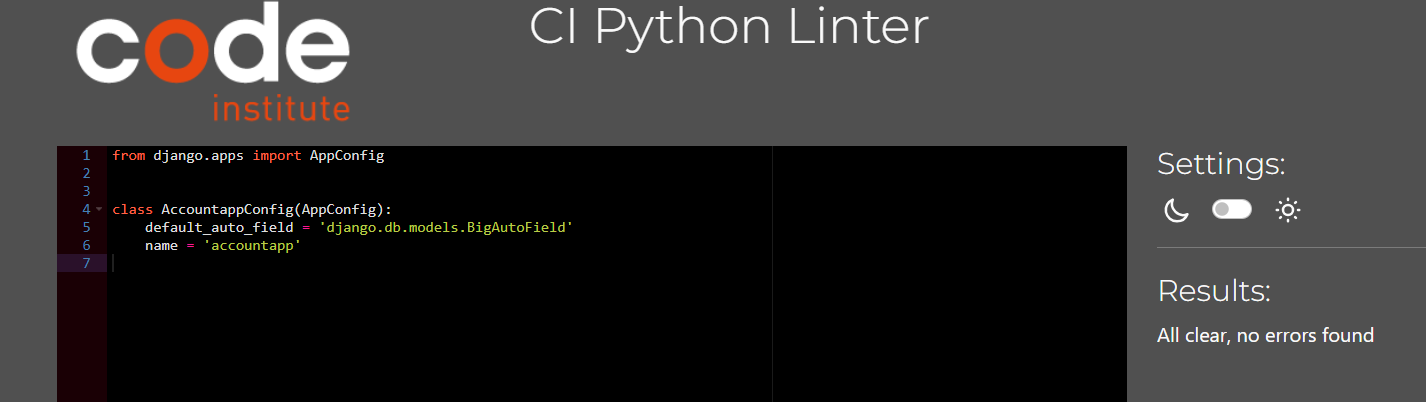 code
institute
CI Python Linter
1 from django.apps import AppConfig
2
3
4 class AccountappConfig(AppConfig):
5     default_auto_field = 'django.db.models.BigAutoField'
6     name = 'accountapp'
7
Settings:
Results:
All clear, no errors found